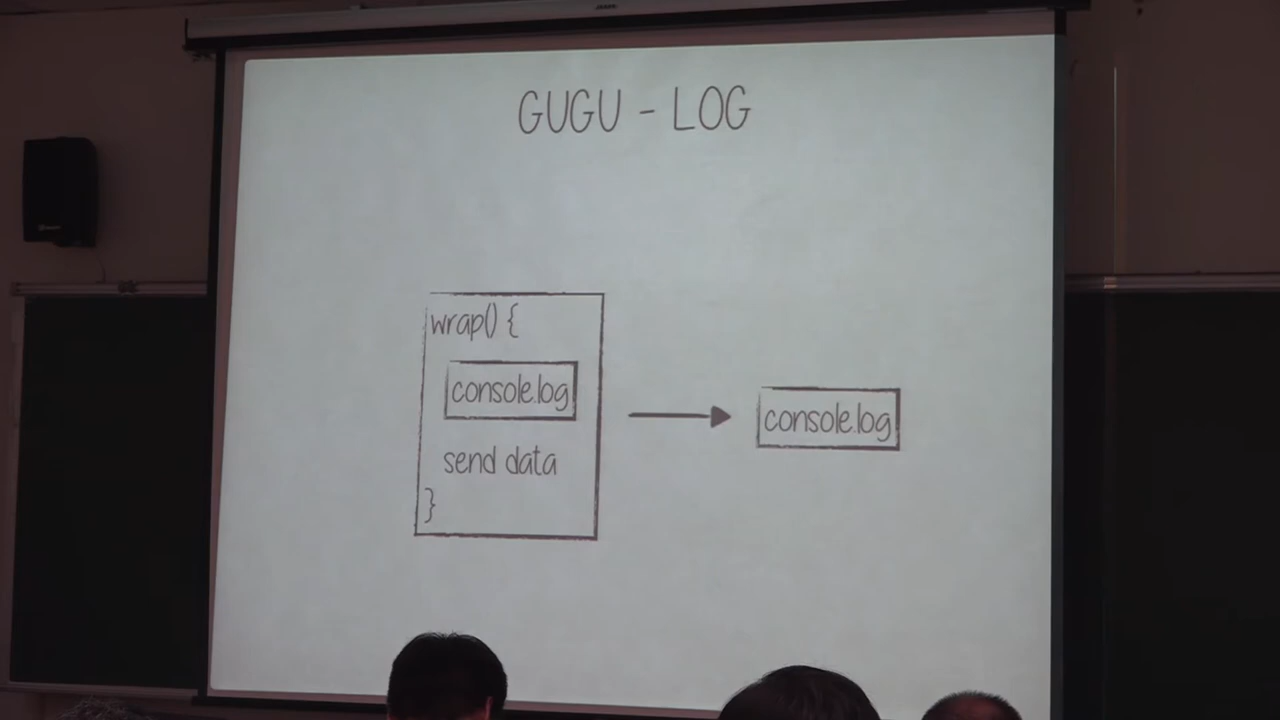 GUGU - LOG
wrap() {
console.log
send data
}
console.log